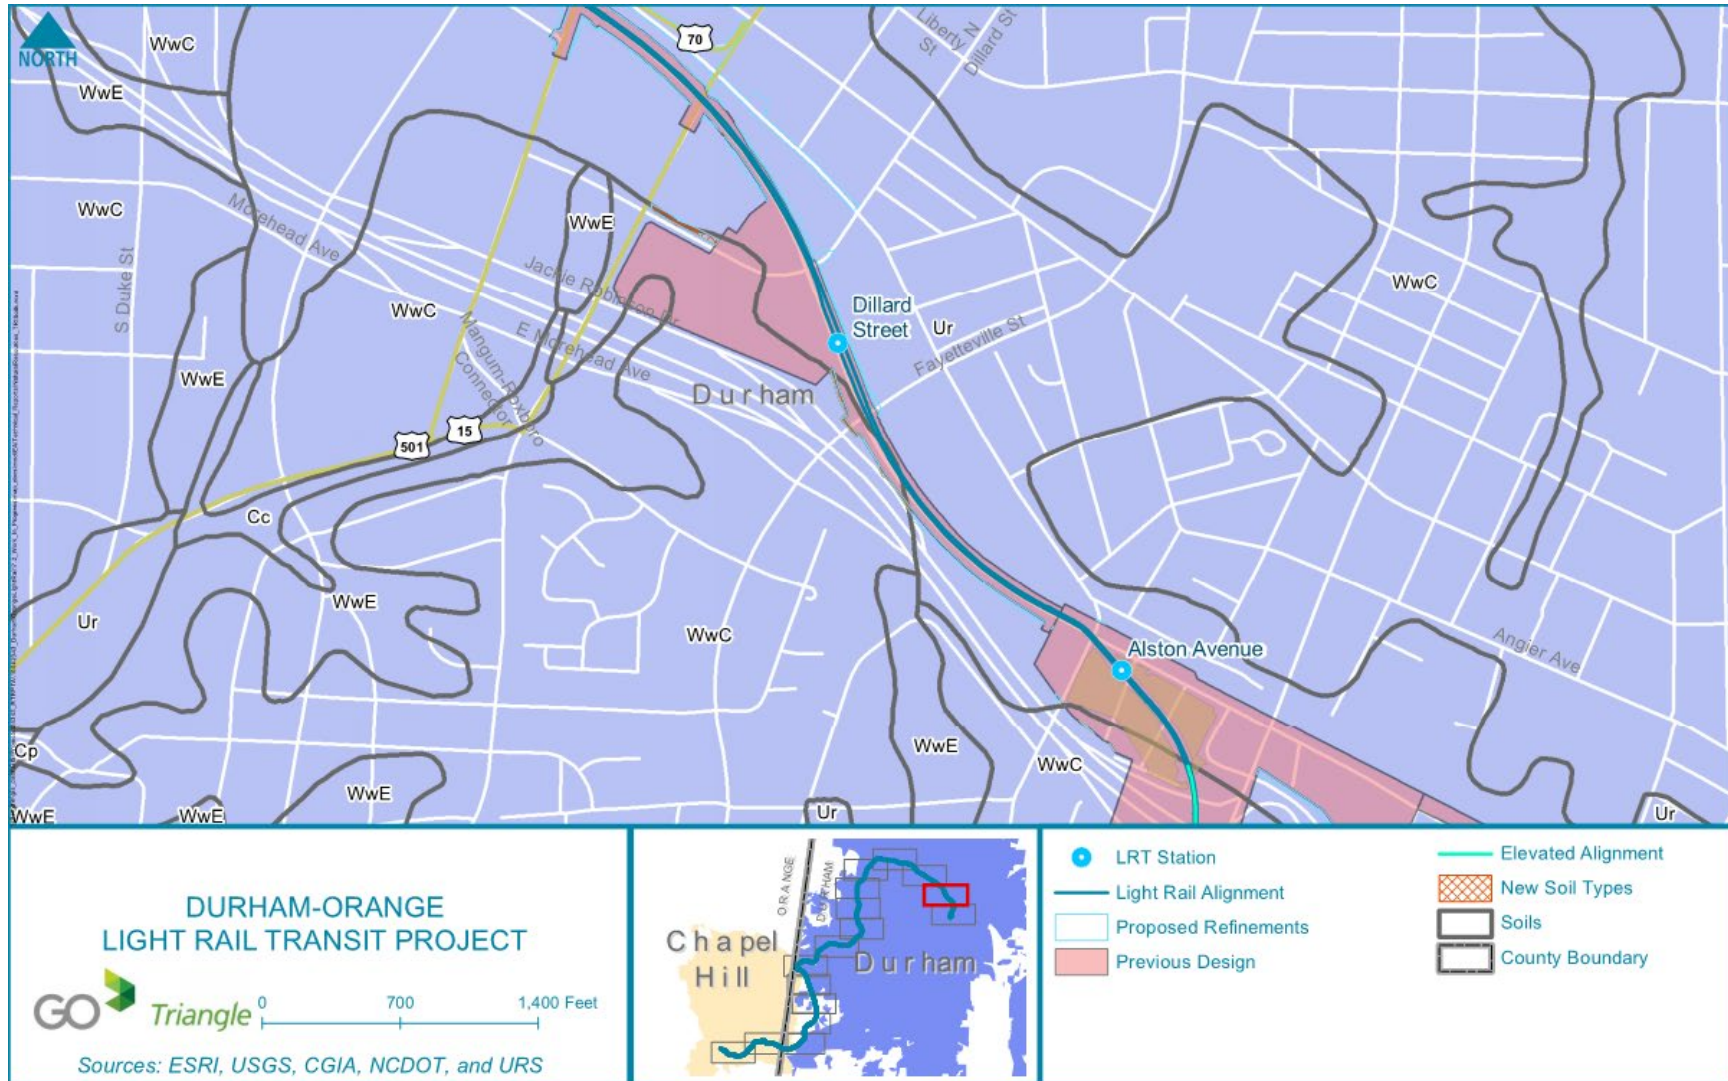 NORTH
WwC
70
Liberty
St
N
Dillard St
WwE
WwC
Morehead Ave
S Duke St
WwE
Jackie Robinson Dr
WwC
E Morehead Ave
Mangum-Roxboro
Connector
Dillard
Street
Ur
Fayetteville St
WwC
WwE
Durham
501
15
Cc
WwE
Ur
WwC
Alston Avenue
Angier Ave
Cp
WwE
WwC
WwE
WwE
WwE
Ur
Ur
DURHAM-ORANGE
LIGHT RAIL TRANSIT PROJECT
GO Triangle
0 700 1,400 Feet
Sources: ESRI, USGS, CGIA, NCDOT, and URS
ORANGE
DURHAM
Chapel
Hill
Durham
LRT Station
Light Rail Alignment
Proposed Refinements
Previous Design
Elevated Alignment
New Soil Types
Soils
County Boundary